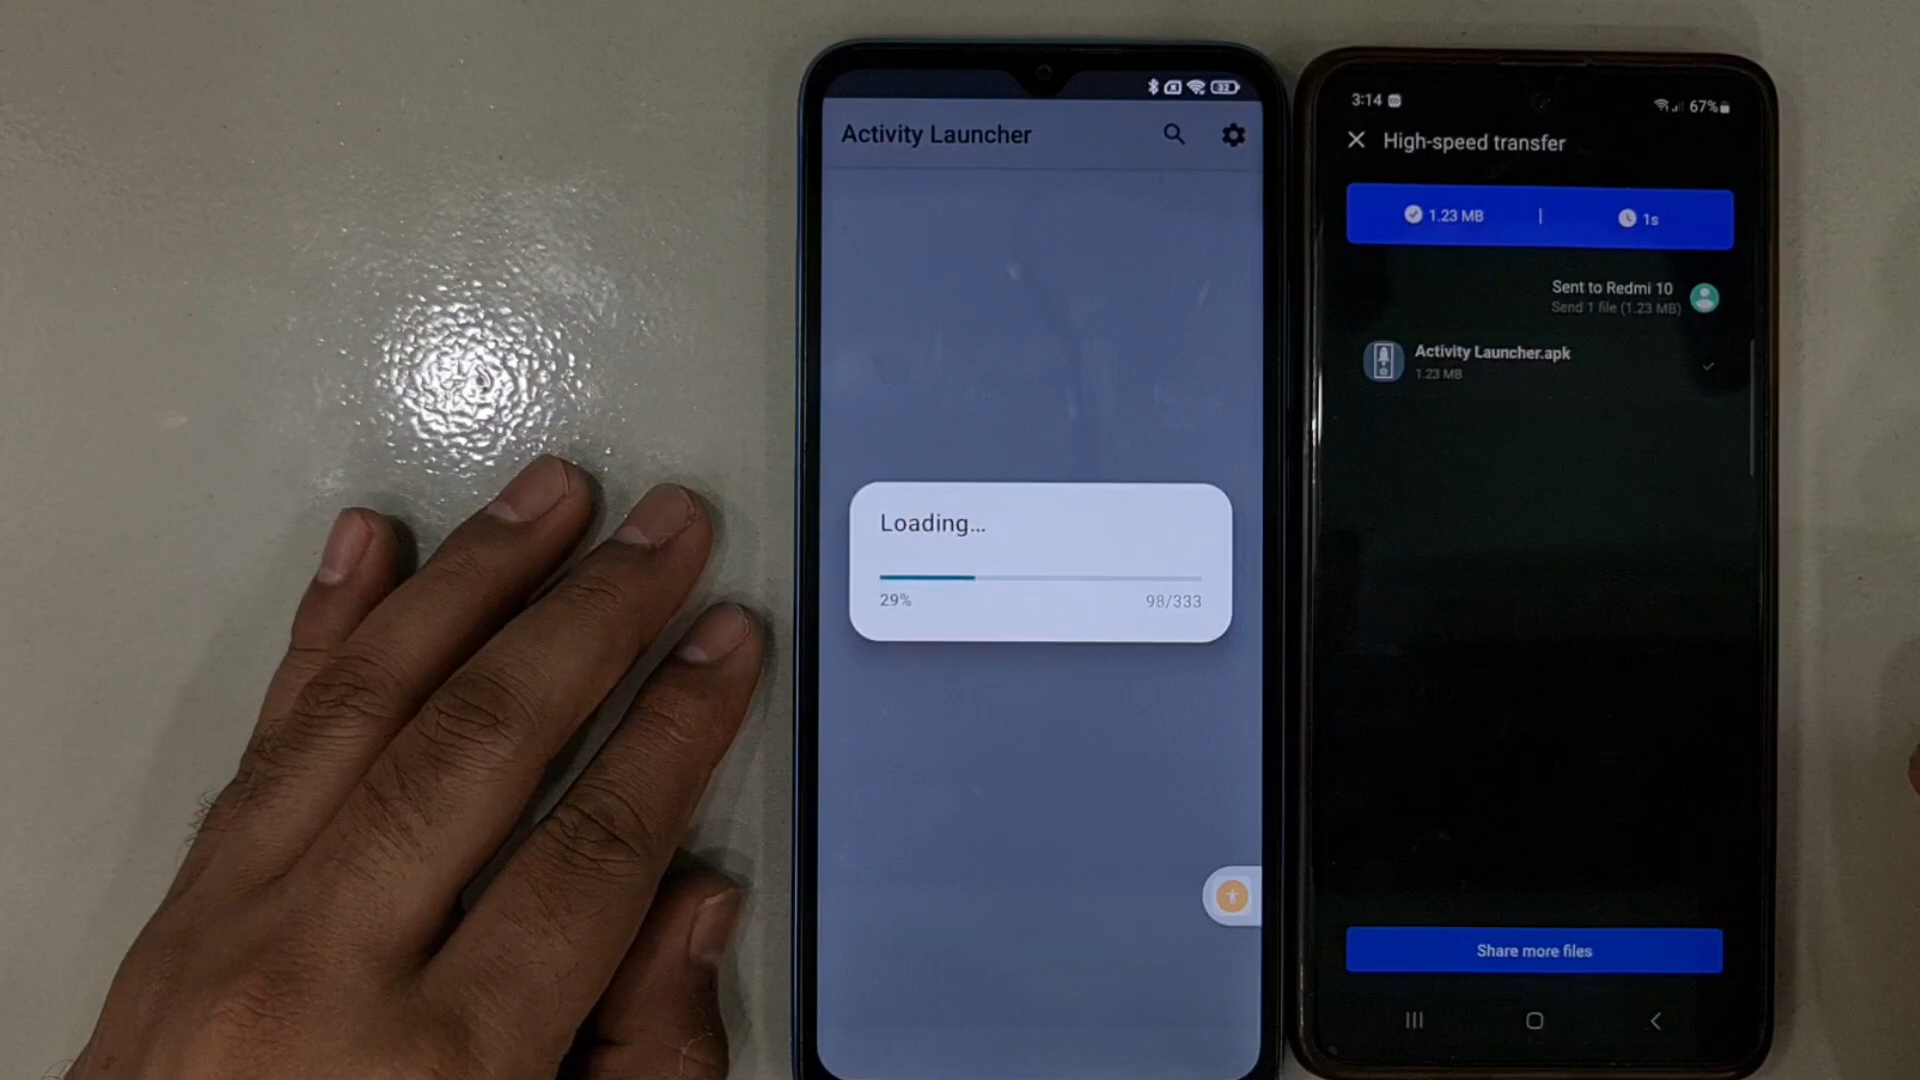 32
Activity Launcher
Loading...
29%
98/333
3:14
67%
High-speed transfer
1.23 MB | 1s
Sent to Redmi 10
Send 1 file (1.23 MB)
Activity Launcher.apk
1.23 MB
Share more files